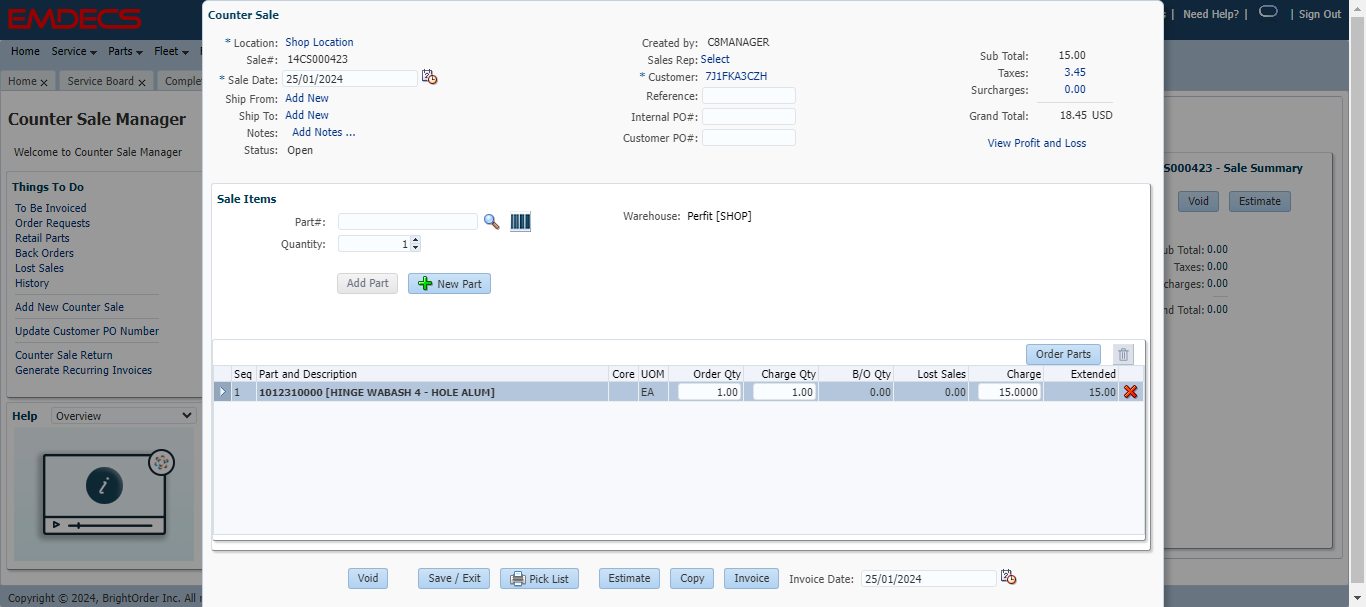 EMDECS
Need Help? | | Sign Out
Home Service Parts Fleet
Home x Service Board x Comple
Counter Sale Manager
Welcome to Counter Sale Manager
Things To Do
To Be Invoiced
Order Requests
Retail Parts
Back Orders
Lost Sales
History
Add New Counter Sale
Update Customer PO Number
Counter Sale Return
Generate Recurring Invoices
Help Overview
i
Copyright © 2024, BrightOrder Inc. All r
Counter Sale
* Location: Shop Location
Sale#: 14CS000423
* Sale Date: 25/01/2024
Ship From: Add New
Ship To: Add New
Notes: Add Notes ...
Status: Open
Created by: C8MANAGER
Sales Rep: Select
* Customer: 7J1FKA3CZH
Reference:
Internal PO#:
Customer PO#:
Sub Total: 15.00
Taxes: 3.45
Surcharges: 0.00
Grand Total: 18.45 USD
View Profit and Loss
Sale Items
Part#:
Quantity: 1
Warehouse: Perfit [SHOP]
Add Part New Part
Order Parts
Seq Part and Description Core UOM Order Qty Charge Qty B/O Qty Lost Sales Charge Extended
1 1012310000 [HINGE WABASH 4 - HOLE ALUM] EA 1.00 1.00 0.00 0.00 15.0000 15.00
Void Save / Exit Pick List Estimate Copy Invoice Invoice Date: 25/01/2024
S000423 - Sale Summary
Void Estimate
ub Total: 0.00
Taxes: 0.00
charges: 0.00
nd Total: 0.00